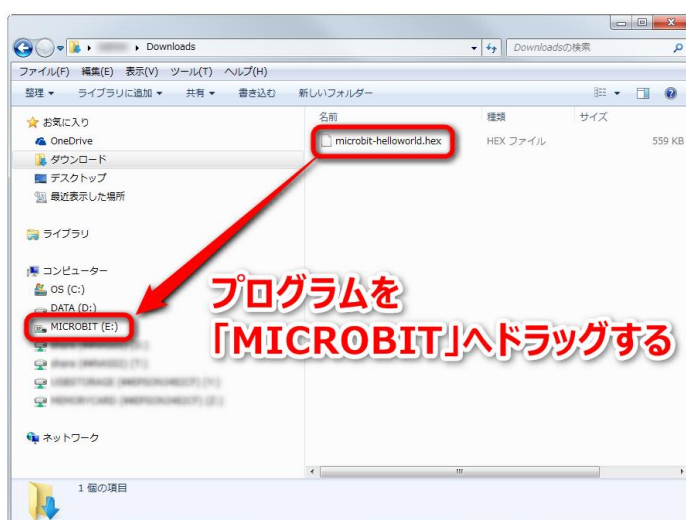 Downloads
Downloadsの検索
ファイル(F) 編集(E) 表示(V) ツール(T) ヘルプ(H)
整理 ライブラリに追加 共有 書き込む 新しいフォルダー
名前 種類 サイズ
microbit-helloworld.hex HEX ファイル 559 KB
お気に入り
OneDrive
ダウンロード
デスクトップ
最近表示した場所
ライブラリ
コンピューター
OS (C:)
DATA (D:)
MICROBIT (E:)
ネットワーク
プログラムを
「MICROBIT」へドラッグする
1 個の項目